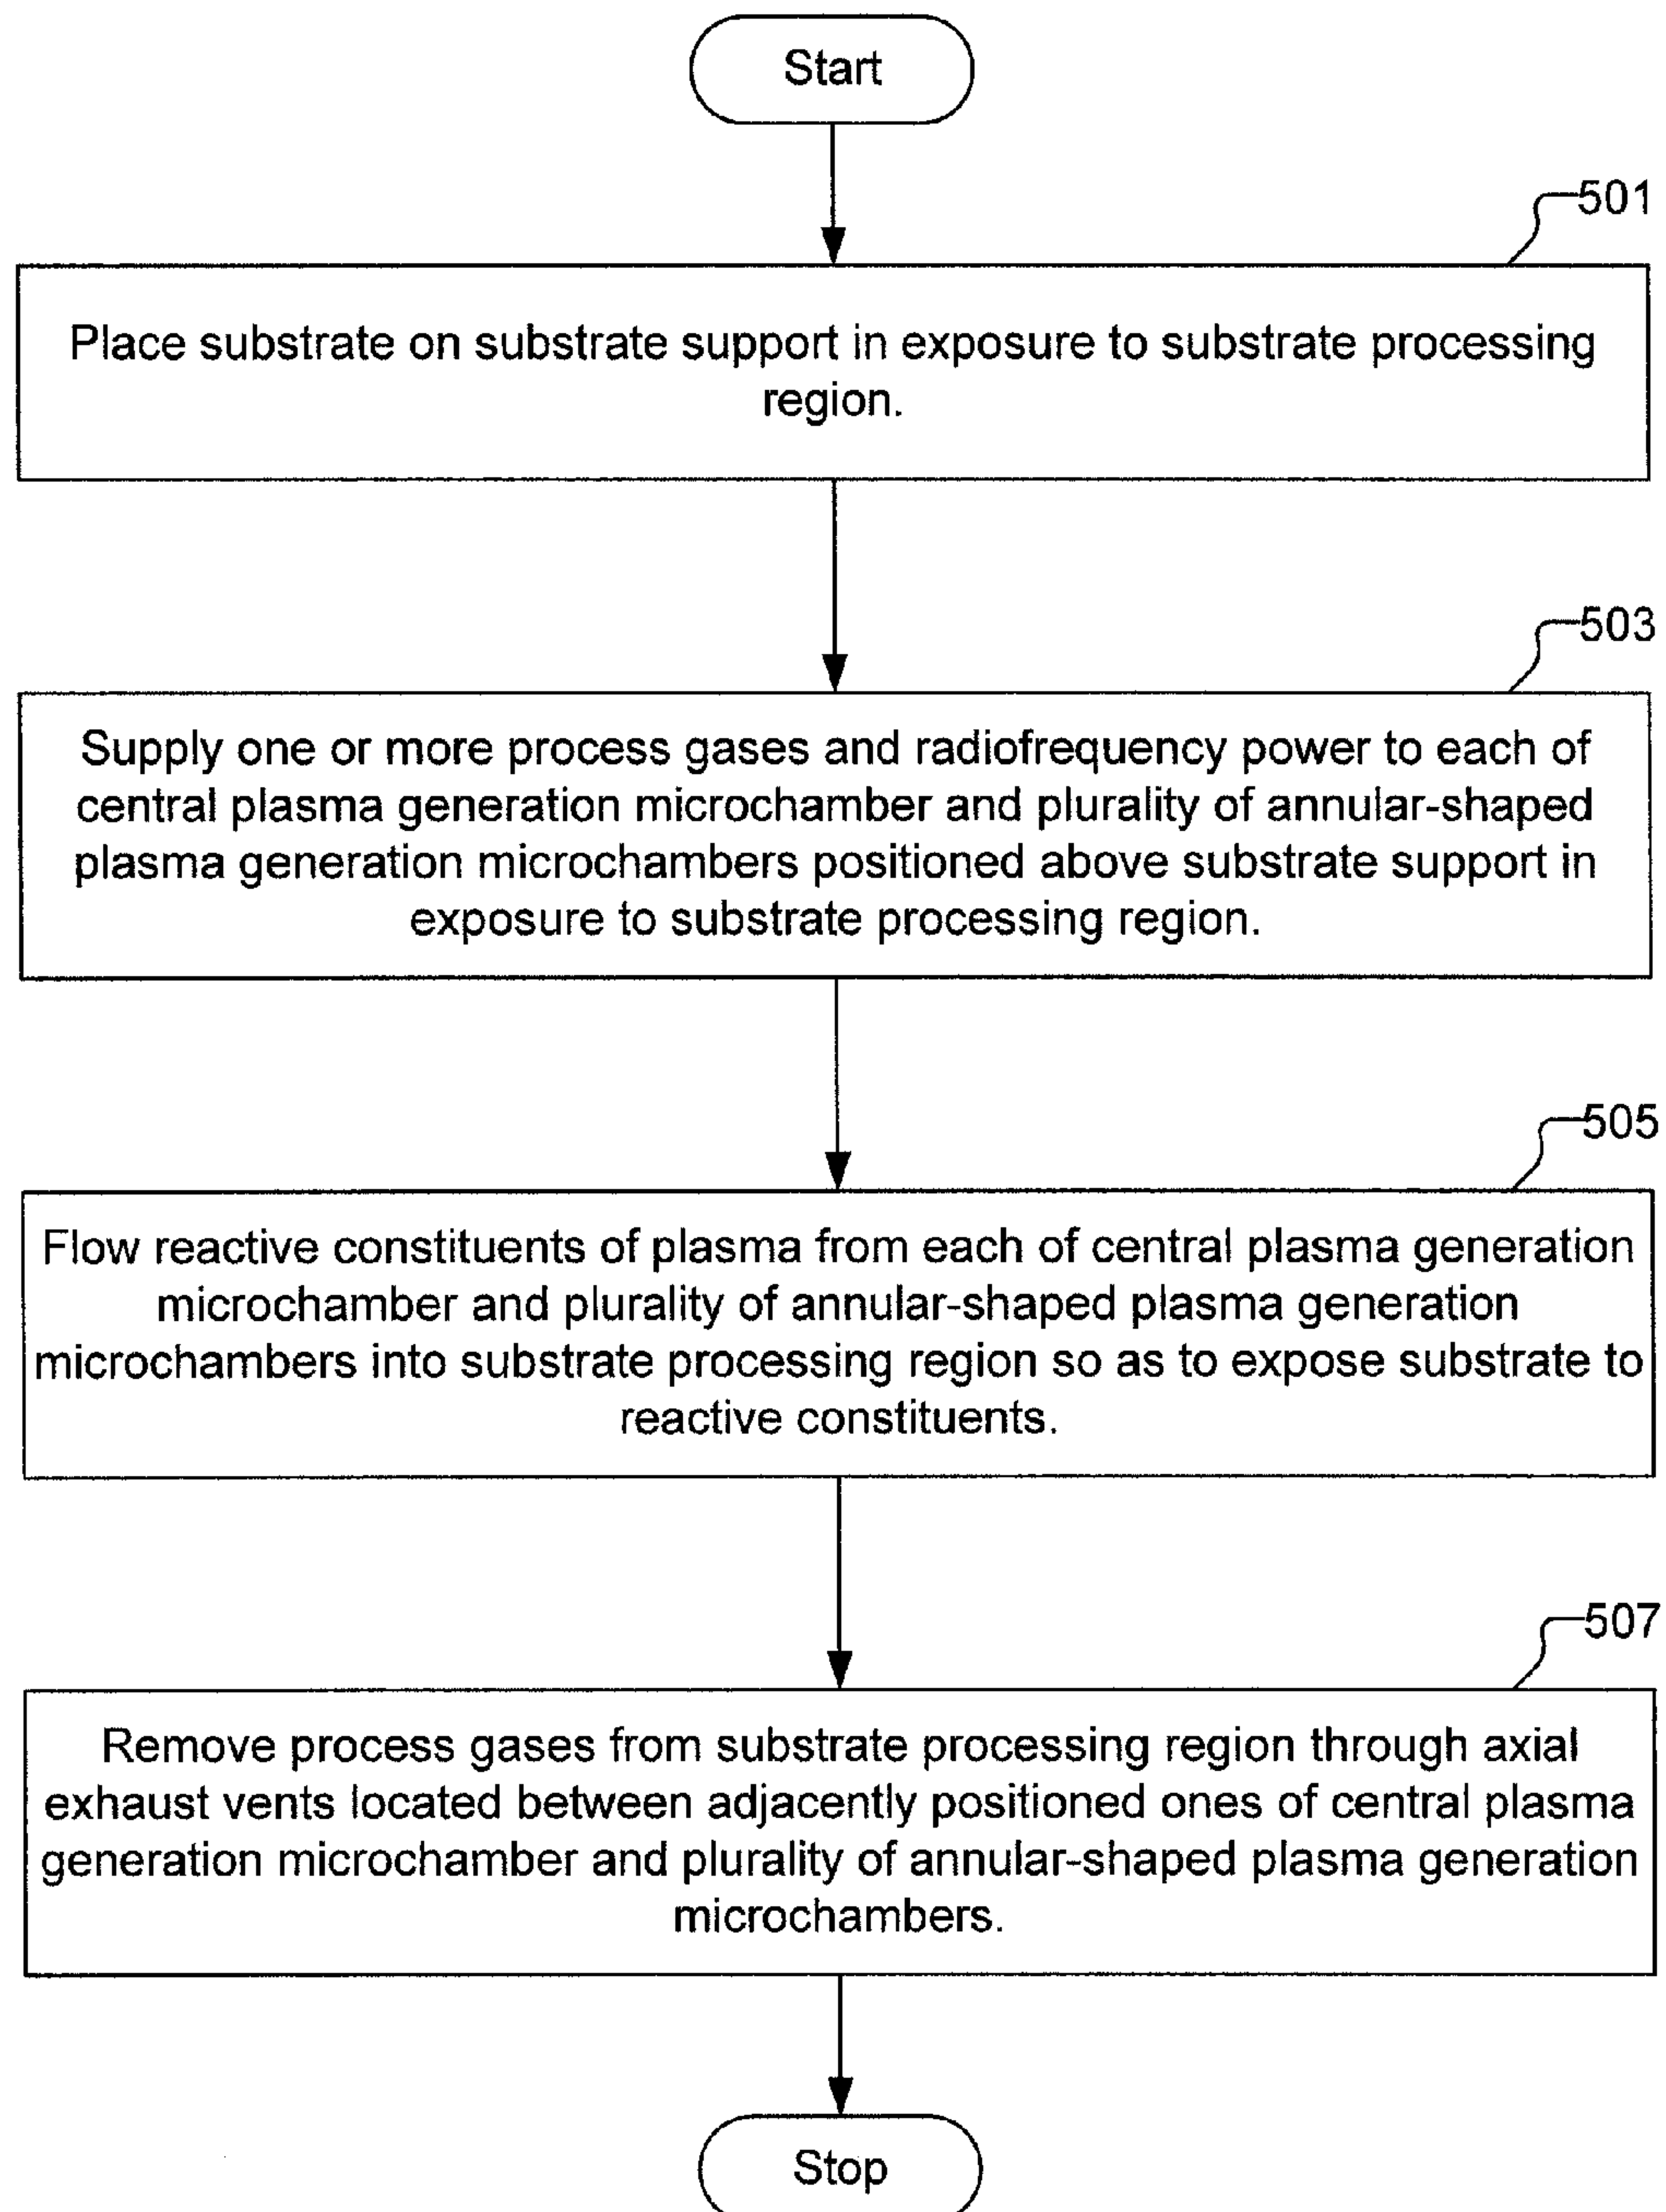 Start
501
Place substrate on substrate support in exposure to substrate processing
region.
503
Supply one or more process gases and radiofrequency power to each of
central plasma generation microchamber and plurality of annular-shaped
plasma generation microchambers positioned above substrate support in
exposure to substrate processing region.
505
Flow reactive constituents of plasma from each of central plasma generation
microchamber and plurality of annular-shaped plasma generation
microchambers into substrate processing region so as to expose substrate to
reactive constituents.
507
Remove process gases from substrate processing region through axial
exhaust vents located between adjacently positioned ones of central plasma
generation microchamber and plurality of annular-shaped plasma generation
microchambers.
Stop